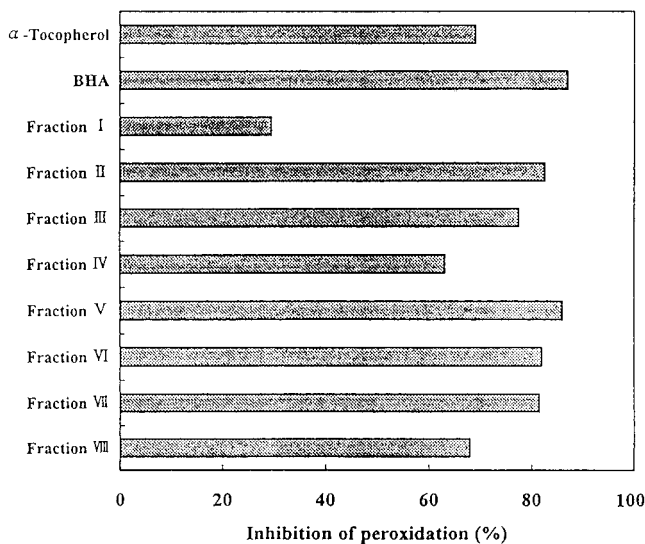 α-Tocopherol
BHA
Fraction I
Fraction II
Fraction III
Fraction IV
Fraction V
Fraction VI
Fraction VII
Fraction VIII
0 20 40 60 80 100
Inhibition of peroxidation (%)